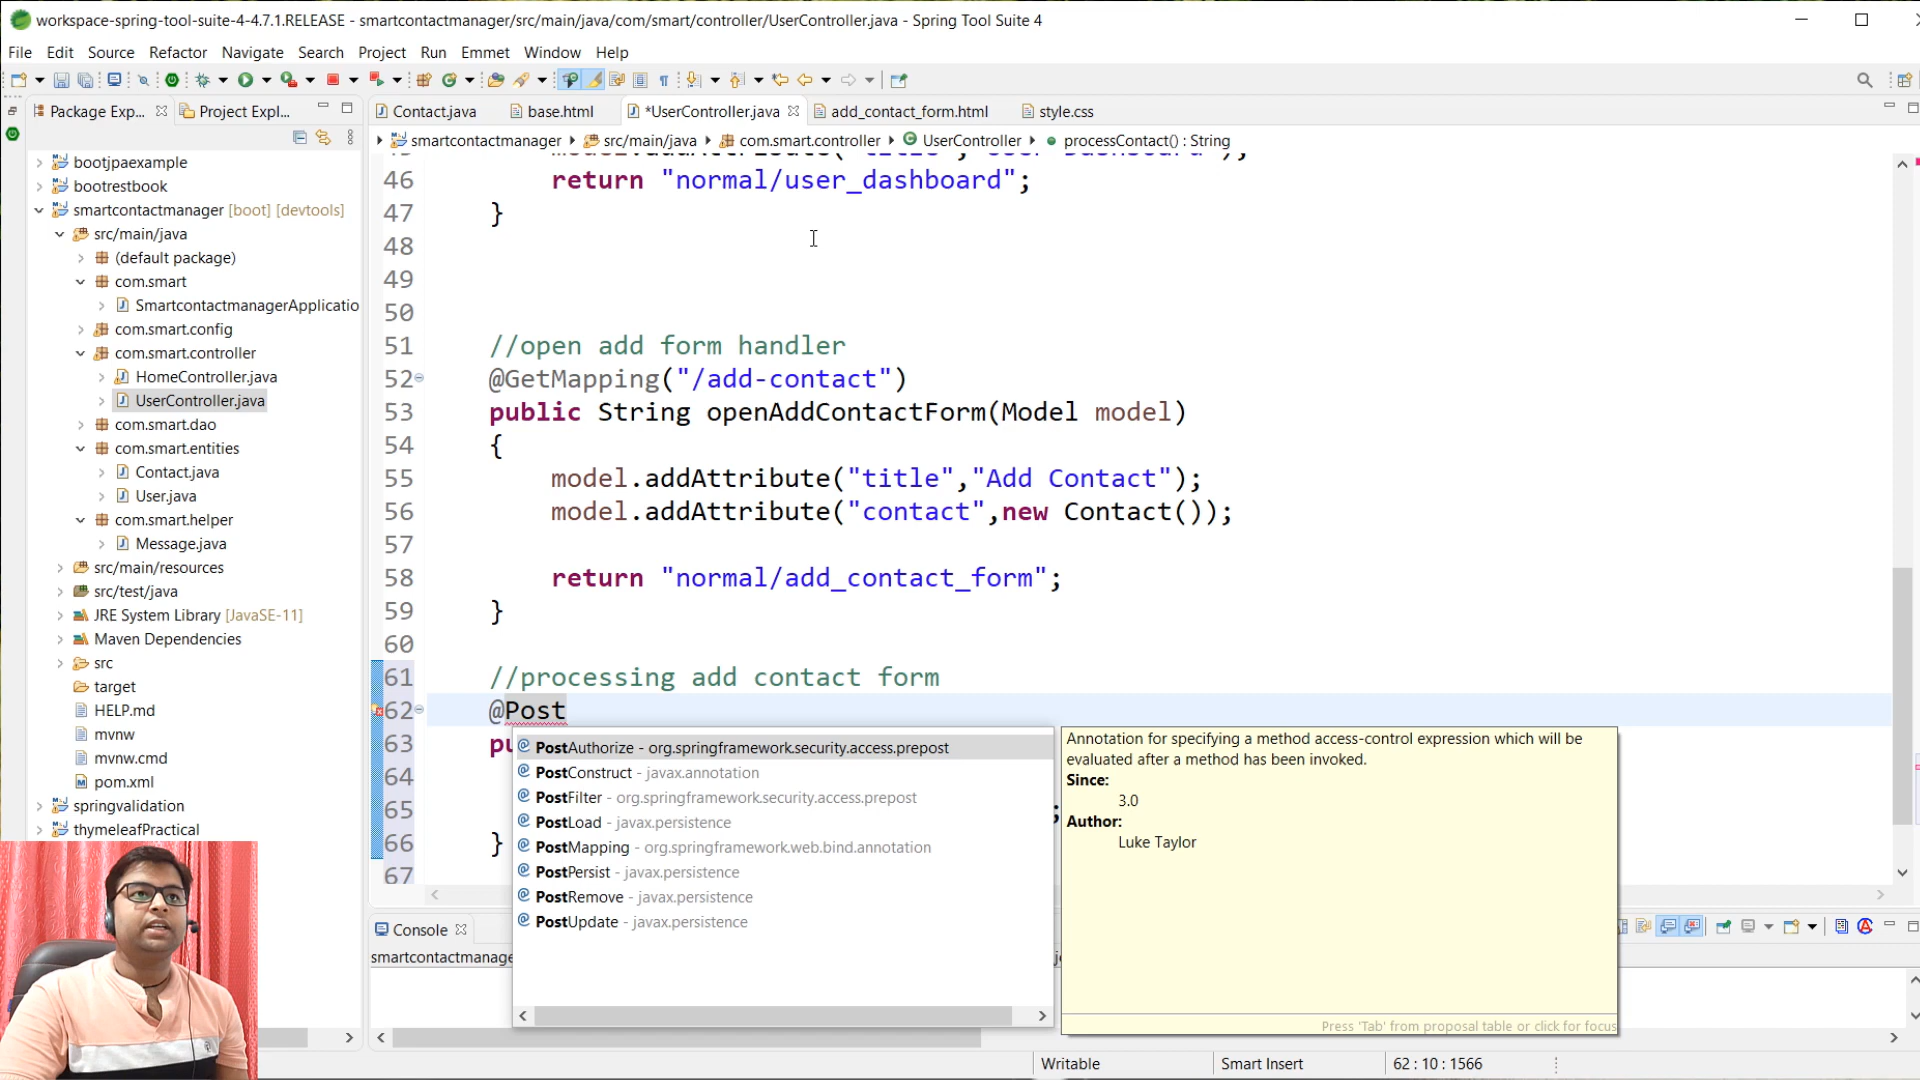 workspace-spring-tool-suite-4-4.7.1.RELEASE - smartcontactmanager/src/main/java/com/smart/controller/UserController.java - Spring Tool Suite 4
File Edit Source Refactor Navigate Search Project Run Emmet Window Help
Package Exp... Project Expl...
Contact.java base.html *UserController.java add_contact_form.html style.css
smartcontactmanager src/main/java com.smart.controller UserController processContact() : String
bootjpaexample
bootrestbook
smartcontactmanager [boot] [devtools]
src/main/java
(default package)
com.smart
SmartcontactmanagerApplicatio
com.smart.config
com.smart.controller
HomeController.java
UserController.java
com.smart.dao
com.smart.entities
Contact.java
User.java
com.smart.helper
Message.java
src/main/resources
src/test/java
JRE System Library [JavaSE-11]
Maven Dependencies
src
target
HELP.md
mvnw
mvnw.cmd
pom.xml
springvalidation
thymeleafPractical
46 return "normal/user_dashboard";
47 }
48
49
50
51 //open add form handler
52 @GetMapping("/add-contact")
53 public String openAddContactForm(Model model)
54 {
55 model.addAttribute("title","Add Contact");
56 model.addAttribute("contact",new Contact());
57
58 return "normal/add_contact_form";
59 }
60
61 //processing add contact form
62 @Post
63 pu
64
65 ;
66 }
67
PostAuthorize - org.springframework.security.access.prepost
PostConstruct - javax.annotation
PostFilter - org.springframework.security.access.prepost
PostLoad - javax.persistence
PostMapping - org.springframework.web.bind.annotation
PostPersist - javax.persistence
PostRemove - javax.persistence
PostUpdate - javax.persistence
Annotation for specifying a method access-control expression which will be
evaluated after a method has been invoked.
Since:
3.0
Author:
Luke Taylor
Press 'Tab' from proposal table or click for focus
Console
smartcontactmanage
Writable Smart Insert 62 : 10 : 1566